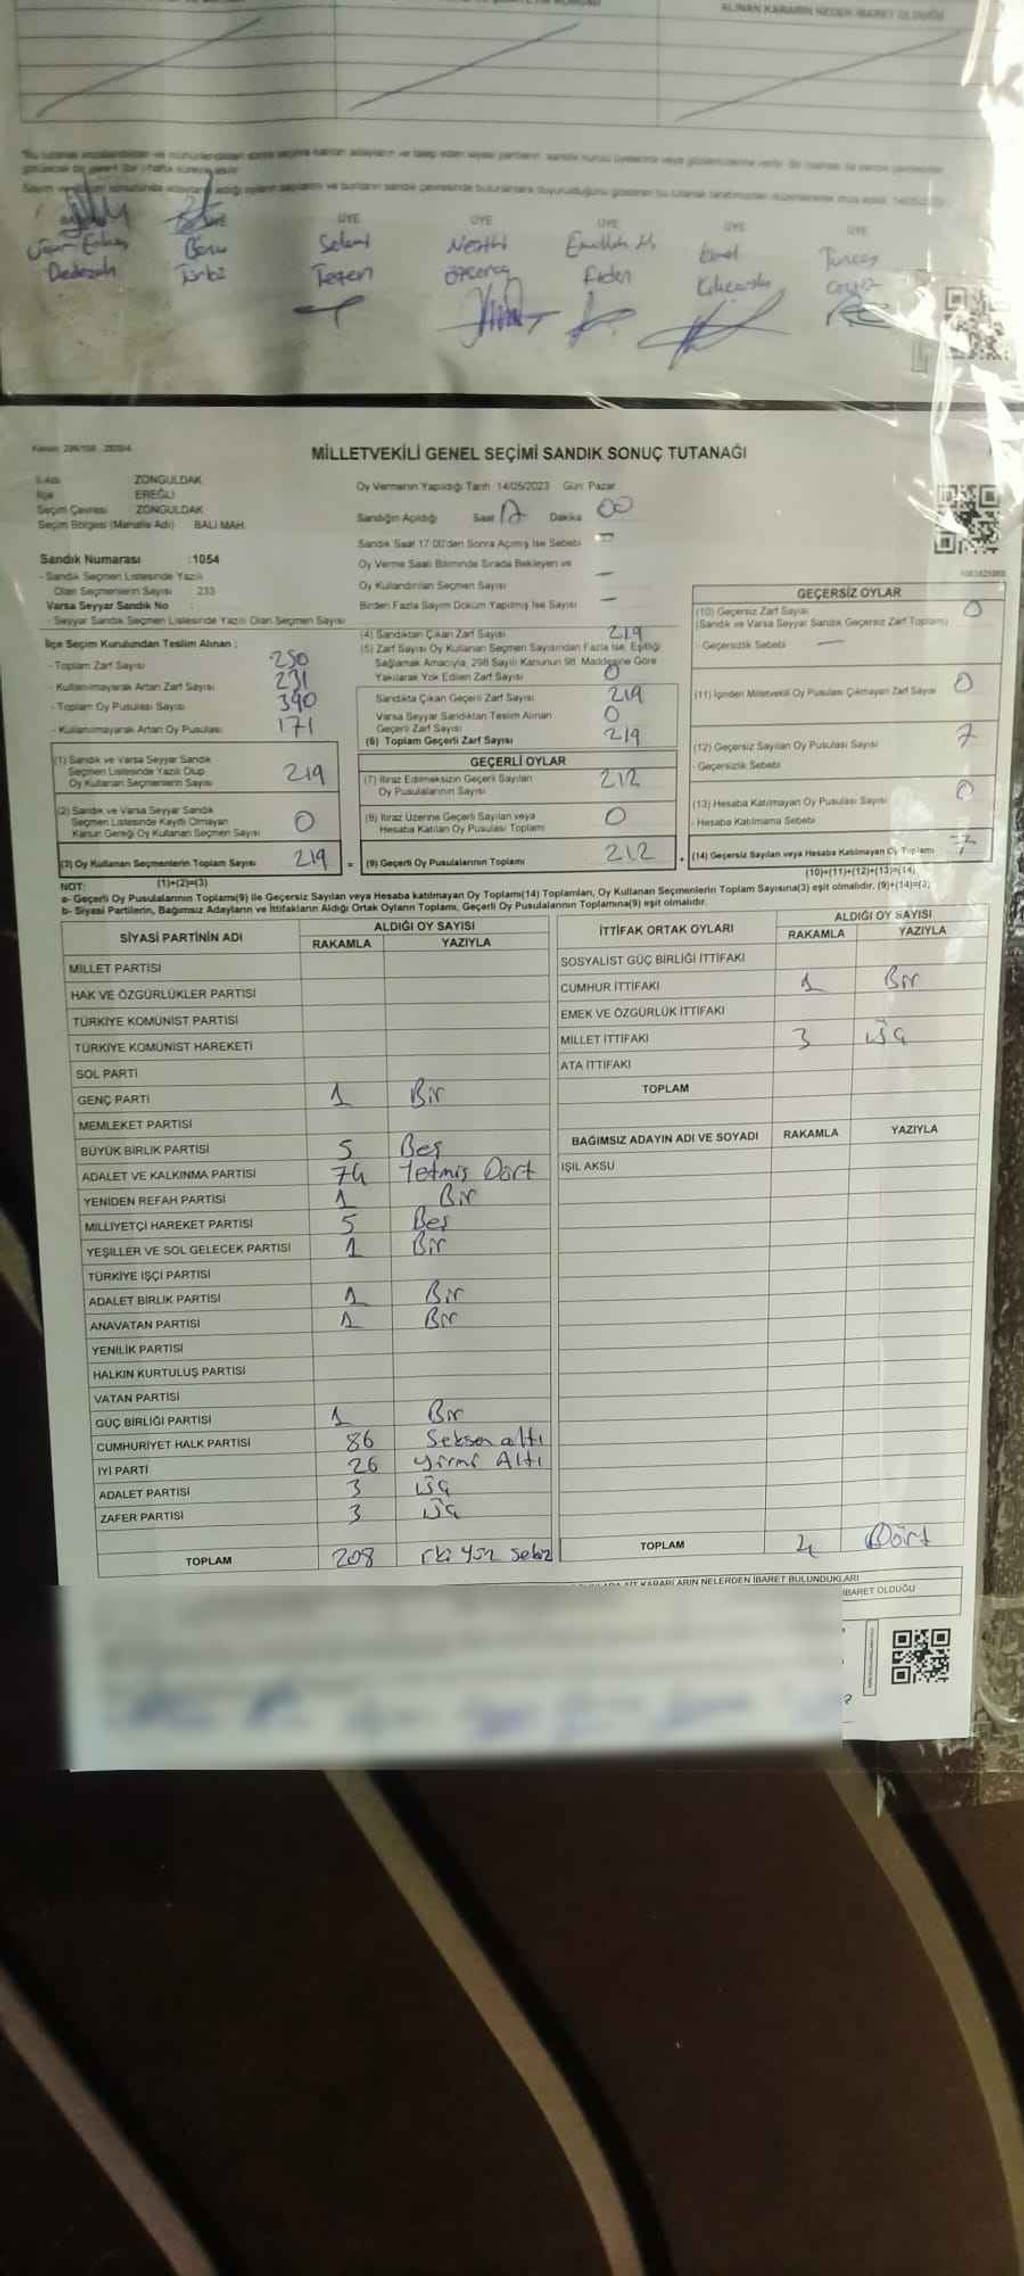 ALINAN KARARIN NEDEN İBARET OLDUĞU
ÜYE ÜYE ÜYE ÜYE ÜYE
Selami
MİLLETVEKİLİ GENEL SEÇİMİ SANDIK SONUÇ TUTANAĞI
İli Adı ZONGULDAK
İlçe EREĞLİ
Seçim Çevresi ZONGULDAK
Seçim Bölgesi (Mahalle Adı) BALI MAH.
Oy Vermenin Yapıldığı Tarih 14/05/2023 Gün: Pazar
Sandığın Açıldığı Saat 17 Dakika 00
Sandık Saat 17:00'den Sonra Açılmış İse Sebebi
Oy Verme Saati Bitiminde Sırada Bekleyen ve
Oy Kullandırılan Seçmen Sayısı
Birden Fazla Sayım Döküm Yapılmış İse Sayısı
Sandık Numarası : 1054
- Sandık Seçmen Listesinde Yazılı
Olan Seçmenlerin Sayısı 233
Varsa Seyyar Sandık No
- Seyyar Sandık Seçmen Listesinde Yazılı Olan Seçmen Sayısı
İlçe Seçim Kurulundan Teslim Alınan :
- Toplam Zarf Sayısı 250
- Kullanılmayarak Artan Zarf Sayısı 231
- Toplam Oy Pusulası Sayısı 390
- Kullanılmayarak Artan Oy Pusulası 171
(1) Sandık ve Varsa Seyyar Sandık
Seçmen Listesinde Yazılı Olup
Oy Kullanan Seçmenlerin Sayısı 219
(2) Sandık ve Varsa Seyyar Sandık
Seçmen Listesinde Kayıtlı Olmayan
Kanun Gereği Oy Kullanan Seçmen Sayısı 0
(3) Oy Kullanan Seçmenlerin Toplam Sayısı 219 =
(1)+(2)=(3)
(4) Sandıktan Çıkan Zarf Sayısı 219
(5) Zarf Sayısı Oy Kullanan Seçmen Sayısından Fazla İse, Eşitliği
Sağlamak Amacıyla, 298 Sayılı Kanunun 98. Maddesine Göre
Yakılarak Yok Edilen Zarf Sayısı 0
Sandıkta Çıkan Geçerli Zarf Sayısı 219
Varsa Seyyar Sandıktan Teslim Alınan
Geçerli Zarf Sayısı 0
(6) Toplam Geçerli Zarf Sayısı 219
GEÇERLİ OYLAR
(7) İtiraz Edilmeksizin Geçerli Sayılan
Oy Pusulalarının Sayısı 212
(8) İtiraz Üzerine Geçerli Sayılan veya
Hesaba Katılan Oy Pusulası Toplamı 0
(9) Geçerli Oy Pusulalarının Toplamı 212 +
GEÇERSİZ OYLAR
(10) Geçersiz Zarf Sayısı 0
(Sandık ve Varsa Seyyar Sandık Geçersiz Zarf Toplamı)
- Geçersizlik Sebebi
(11) İçinden Milletvekili Oy Pusulası Çıkmayan Zarf Sayısı 0
(12) Geçersiz Sayılan Oy Pusulası Sayısı 7
- Geçersizlik Sebebi
(13) Hesaba Katılmayan Oy Pusulası Sayısı 0
- Hesaba Katılmama Sebebi
(14) Geçersiz Sayılan veya Hesaba Katılmayan Oy Toplamı 7
(10)+(11)+(12)+(13)=(14)
NOT:
a- Geçerli Oy Pusulalarının Toplamı(9) ile Geçersiz Sayılan veya Hesaba katılmayan Oy Toplamı(14) Toplamları, Oy Kullanan Seçmenlerin Toplam Sayısına(3) eşit olmalıdır. (9)+(14)=(3)
b- Siyasi Partilerin, Bağımsız Adayların ve İttifakların Aldığı Ortak Oyların Toplamı, Geçerli Oy Pusulalarının Toplamına(9) eşit olmalıdır.
SİYASİ PARTİNİN ADI ALDIĞI OY SAYISI
RAKAMLA YAZIYLA
MİLLET PARTİSİ
HAK VE ÖZGÜRLÜKLER PARTİSİ
TÜRKİYE KOMÜNİST PARTİSİ
TÜRKİYE KOMÜNİST HAREKETİ
SOL PARTİ
GENÇ PARTİ 1 Bir
MEMLEKET PARTİSİ
BÜYÜK BİRLİK PARTİSİ 5 Beş
ADALET VE KALKINMA PARTİSİ 74 Yetmiş Dört
YENİDEN REFAH PARTİSİ 1 Bir
MİLLİYETÇİ HAREKET PARTİSİ 5 Beş
YEŞİLLER VE SOL GELECEK PARTİSİ 1 Bir
TÜRKİYE İŞÇİ PARTİSİ
ADALET BİRLİK PARTİSİ 1 Bir
ANAVATAN PARTİSİ 1 Bir
YENİLİK PARTİSİ
HALKIN KURTULUŞ PARTİSİ
VATAN PARTİSİ
GÜÇ BİRLİĞİ PARTİSİ 1 Bir
CUMHURİYET HALK PARTİSİ 86 Seksen altı
İYİ PARTİ 26 Yirmi Altı
ADALET PARTİSİ 3 üç
ZAFER PARTİSİ 3 üç
TOPLAM 208 iki yüz sekiz
İTTİFAK ORTAK OYLARI ALDIĞI OY SAYISI
RAKAMLA YAZIYLA
SOSYALİST GÜÇ BİRLİĞİ İTTİFAKI
CUMHUR İTTİFAKI 1 Bir
EMEK VE ÖZGÜRLÜK İTTİFAKI
MİLLET İTTİFAKI 3 üç
ATA İTTİFAKI
TOPLAM
BAĞIMSIZ ADAYIN ADI VE SOYADI RAKAMLA YAZIYLA
IŞIL AKSU
TOPLAM 4 Dört
KARARLARIN NELERDEN İBARET BULUNDUKLARI
İBARET OLDUĞU